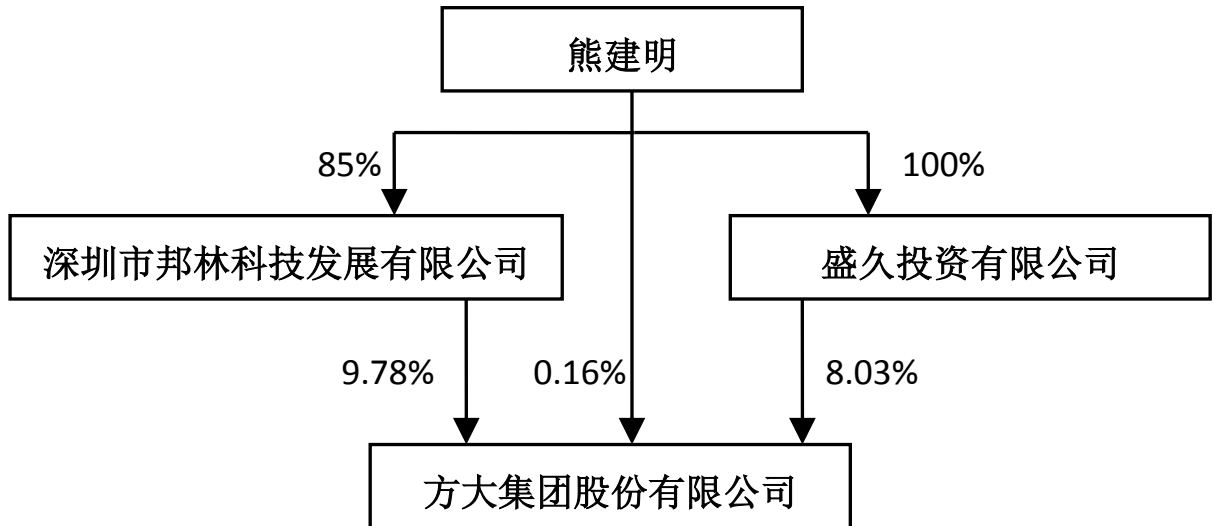 熊建明
85%
100%
深圳市邦林科技发展有限公司
盛久投资有限公司
9.78%
0.16%
8.03%
方大集团股份有限公司